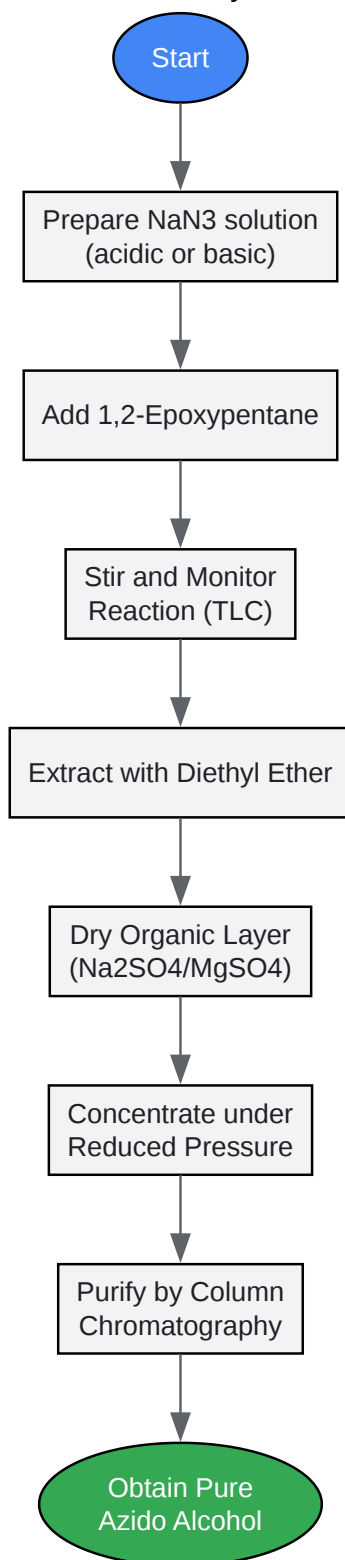 Start
Prepare NaN3 solution
(acidic or basic)
Add 1,2-Epoxypentane
Stir and Monitor
Reaction (TLC)
Extract with Diethyl Ether
Dry Organic Layer
(Na2SO4/MgSO4)
Concentrate under
Reduced Pressure
Purify by Column
Chromatography
Obtain Pure
Azido Alcohol